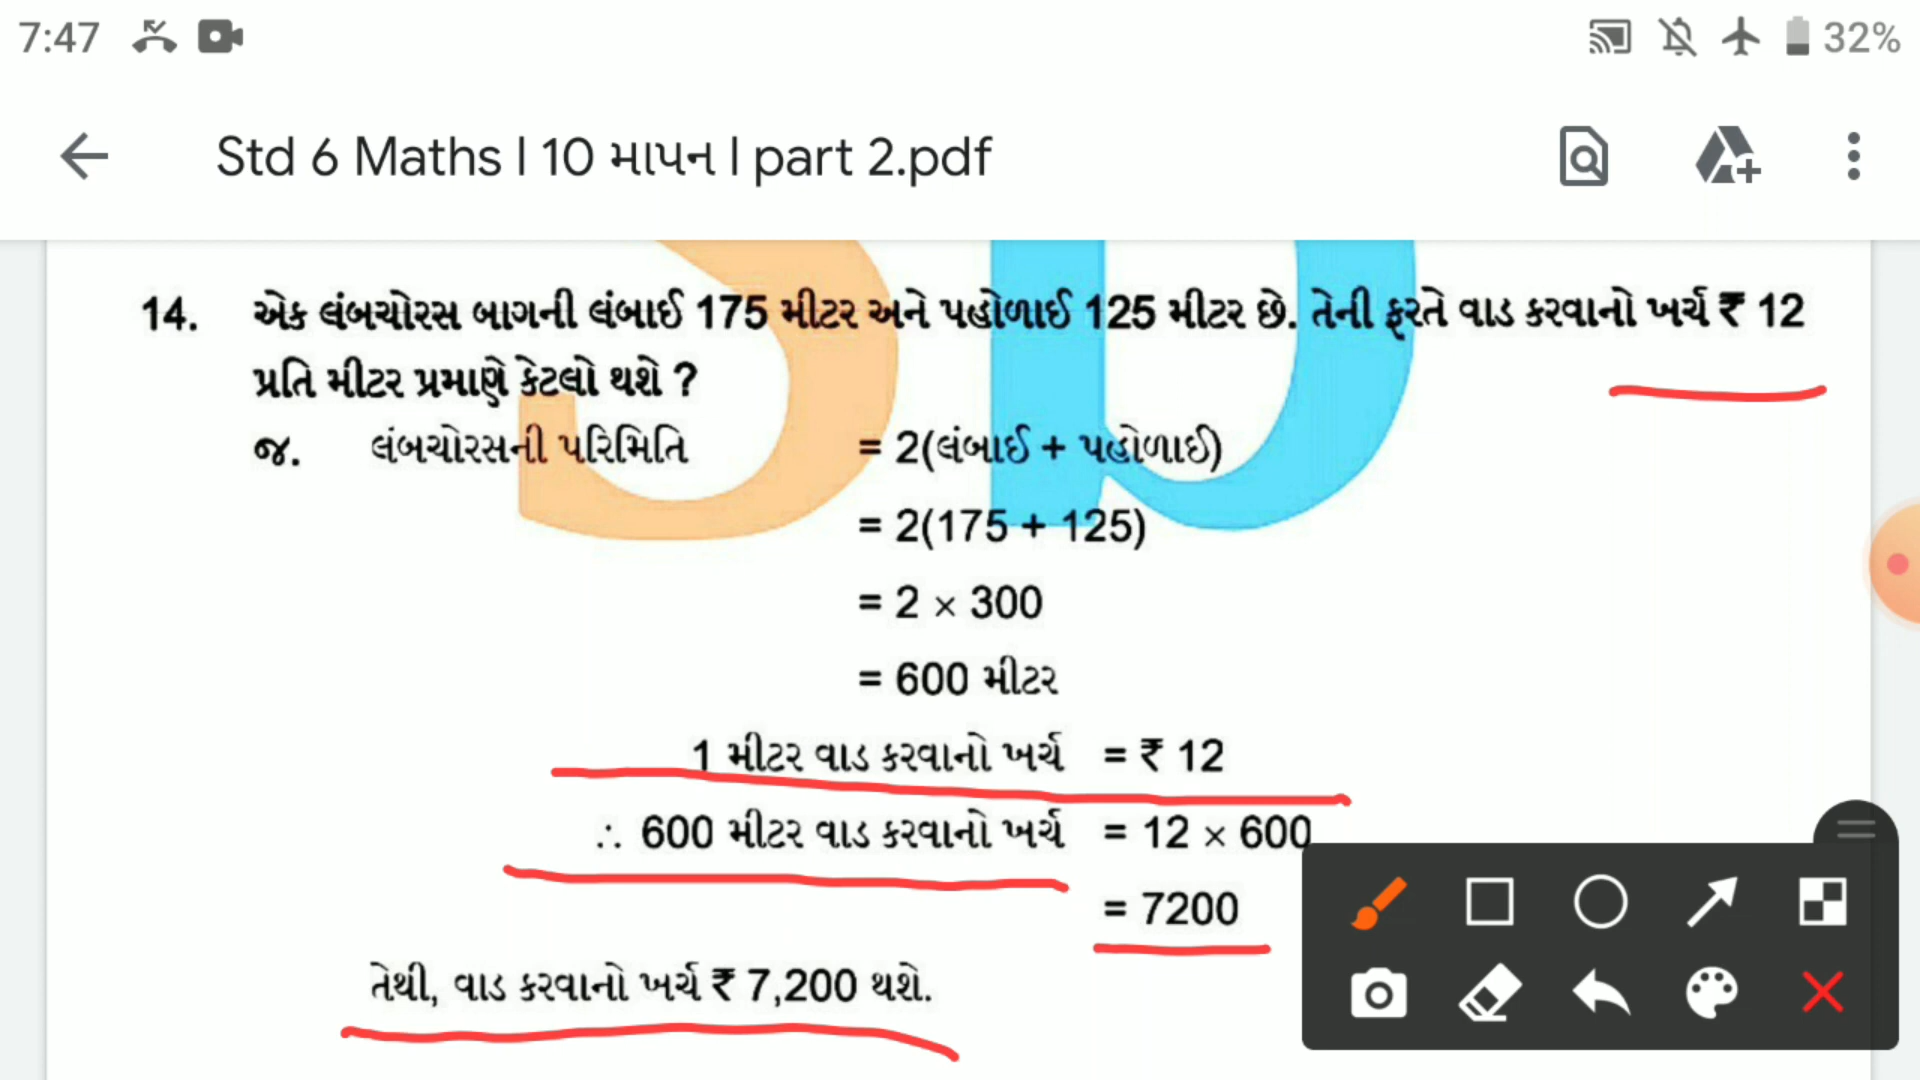 7:47
32%
Std 6 Maths l 10 માપન l part 2.pdf
14. એક લંબચોરસ બાગની લંબાઈ 175 મીટર અને પહોળાઈ 125 મીટર છે. તેની ફરતે વાડ કરવાનો ખર્ચ ₹ 12
પ્રતિ મીટર પ્રમાણે કેટલો થશે ?
જ. લંબચોરસની પરિમિતિ = 2(લંબાઈ + પહોળાઈ)
= 2(175 + 125)
= 2 × 300
= 600 મીટર
1 મીટર વાડ કરવાનો ખર્ચ = ₹ 12
∴ 600 મીટર વાડ કરવાનો ખર્ચ = 12 × 600
= 7200
તેથી, વાડ કરવાનો ખર્ચ ₹ 7,200 થશે.